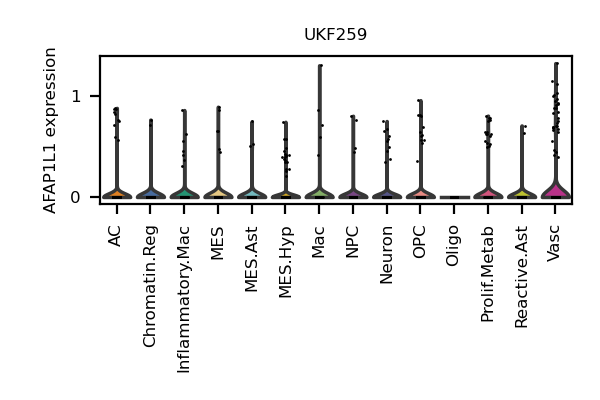 UKF259
AFAP1L1 expression
1
0
AC
Chromatin.Reg
Inflammatory.Mac
MES
MES.Ast
MES.Hyp
Mac
NPC
Neuron
OPC
Oligo
Prolif.Metab
Reactive.Ast
Vasc